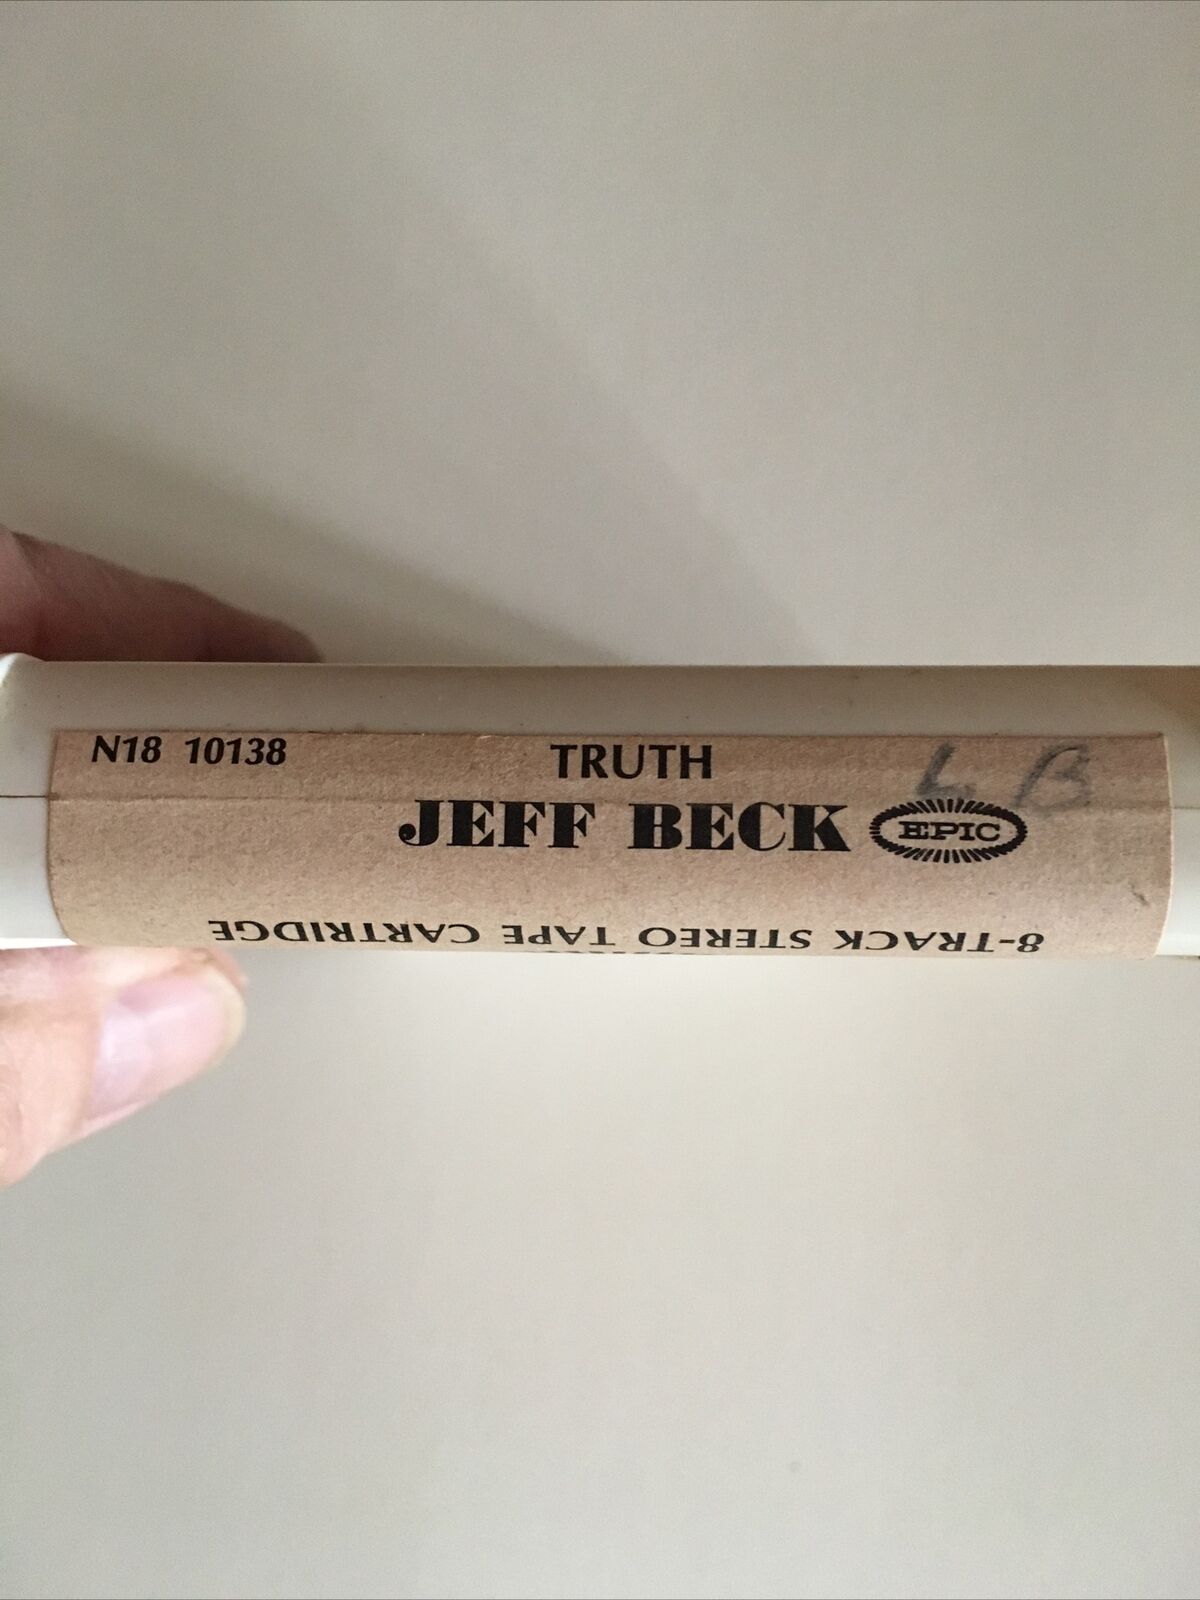 N18 10138 TRUTH L B
JEFF BECK EPIC
8-TRACK STEREO TAPE CARTRIDGE